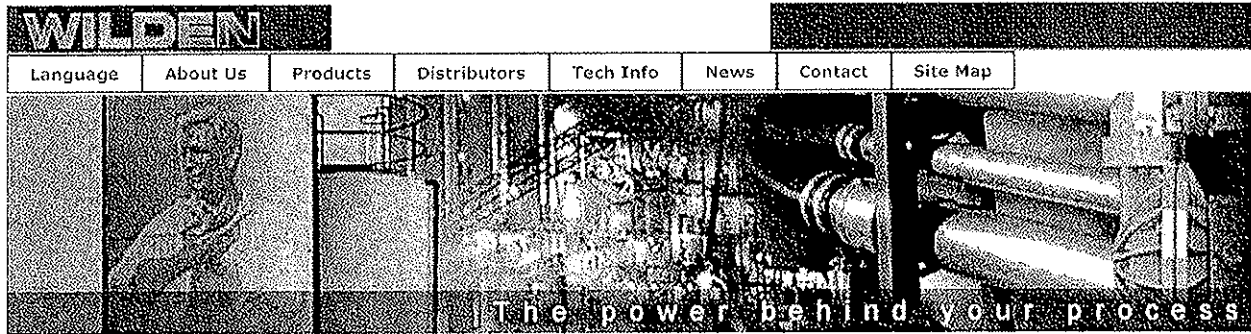 WILDEN
Language About Us Products Distributors Tech Info News Contact Site Map
The power behind your process